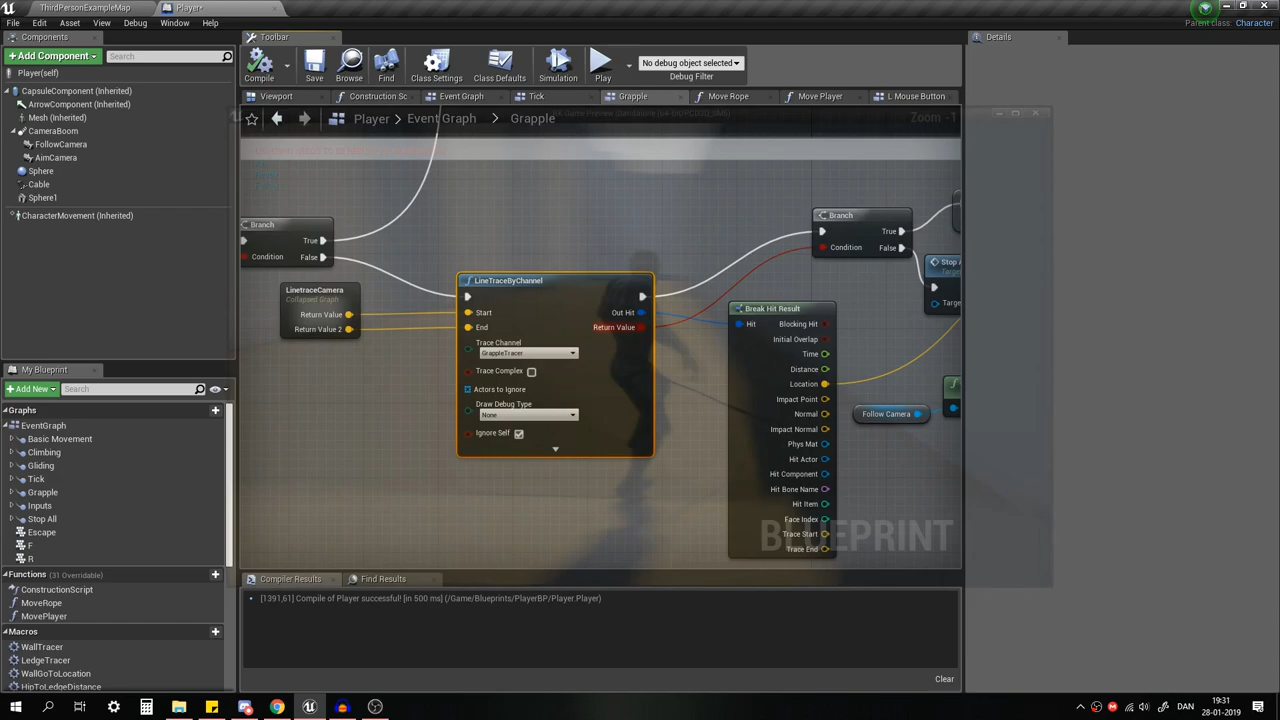 ThirdPersonExampleMap
Player*
File Edit Asset View Debug Window Help
Parent class: Character
Components
Toolbar
Details
+ Add Component
Search
Player(self)
CapsuleComponent (Inherited)
ArrowComponent (Inherited)
Mesh (Inherited)
CameraBoom
FollowCamera
AimCamera
Sphere
Cable
Sphere1
CharacterMovement (Inherited)
Compile
Save
Browse
Find
Class Settings
Class Defaults
Simulation
Play
No debug object selected
Debug Filter
Viewport
Construction Sc
Event Graph
Tick
Grapple
Move Rope
Move Player
L Mouse Button
Player > Event Graph > Grapple
Zoom -1
Branch
True
Condition
False
LinetraceCamera
Collapsed Graph
Return Value
Return Value 2
LineTraceByChannel
Start
Out Hit
End
Return Value
Trace Channel
GrappleTracer
Trace Complex
Actors to Ignore
Draw Debug Type
None
Ignore Self
Break Hit Result
Hit
Blocking Hit
Initial Overlap
Time
Distance
Location
Impact Point
Normal
Impact Normal
Phys Mat
Hit Actor
Hit Component
Hit Bone Name
Hit Item
Face Index
Trace Start
Trace End
Branch
True
Condition
False
Stop A
Target
Targe
Follow Camera
BLUEPRINT
My Blueprint
+ Add New
Search
Graphs
EventGraph
Basic Movement
Climbing
Gliding
Tick
Grapple
Inputs
Stop All
Escape
F
R
Functions (31 Overridable)
ConstructionScript
MoveRope
MovePlayer
Macros
WallTracer
LedgeTracer
WallGoToLocation
HipToLedgeDistance
Compiler Results
Find Results
[1391,61] Compile of Player successful! [in 500 ms] (/Game/Blueprints/PlayerBP/Player.Player)
Clear
DAN
19:31
28-01-2019